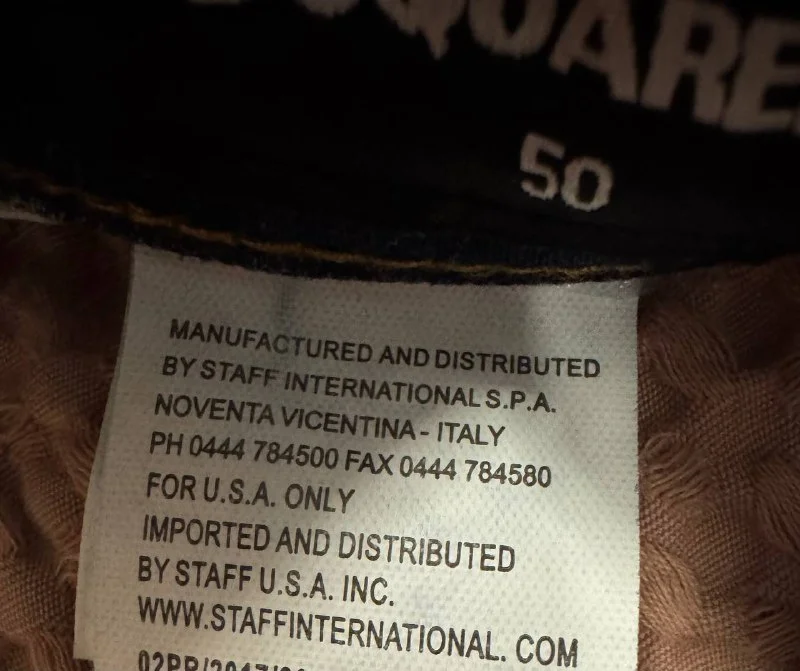 SQUARE
50
MANUFACTURED AND DISTRIBUTED
BY STAFF INTERNATIONAL S.P.A.
NOVENTA VICENTINA - ITALY
PH 0444 784500 FAX 0444 784580
FOR U.S.A. ONLY
IMPORTED AND DISTRIBUTED
BY STAFF U.S.A. INC.
WWW.STAFFINTERNATIONAL. COM